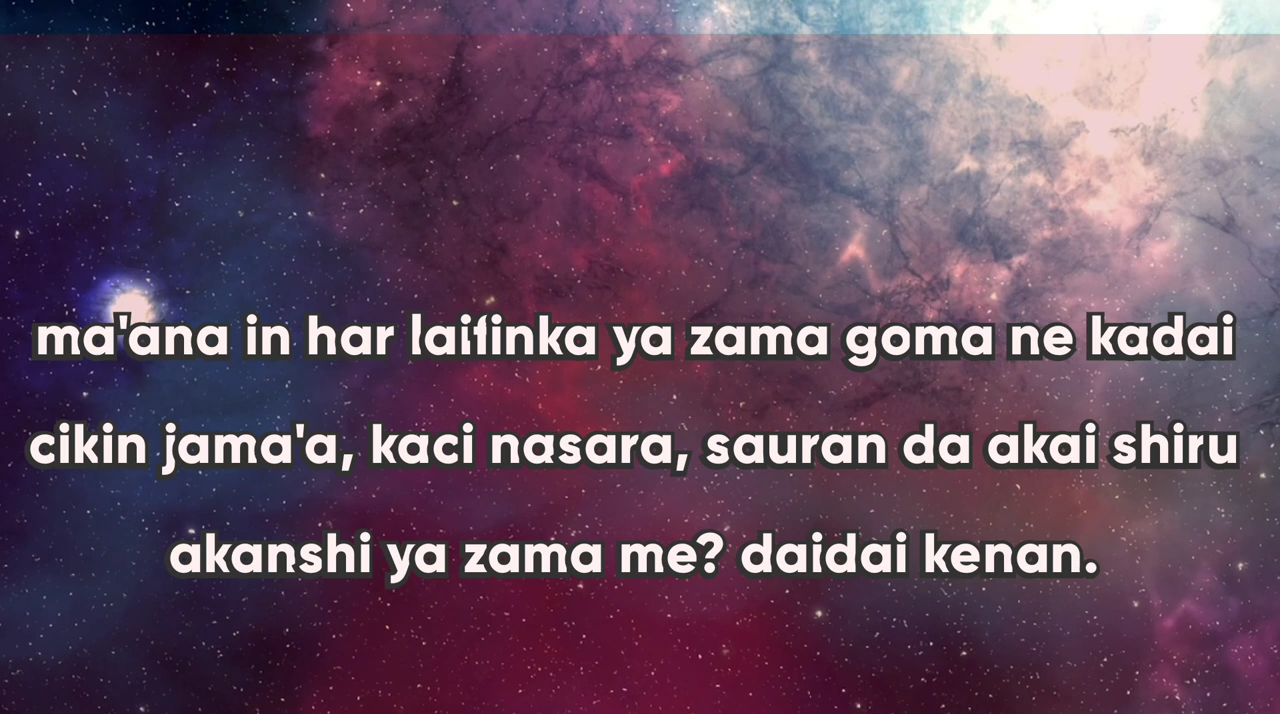 ma'ana in har laifinka ya zama goma ne kadai
cikin jama'a, kaci nasara, sauran da akai shiru
akanshi ya zama me? daidai kenan.